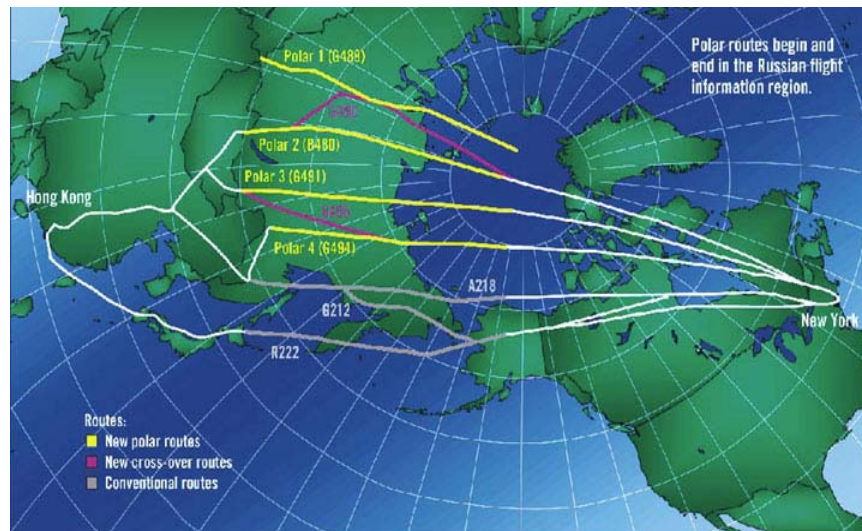 Polar 1 (G488)
Polar routes begin and
end in the Russian flight
information region.
Polar 2 (B480)
Polar 3 (G491)
Hong Kong
Polar 4 (G494)
A218
G212
New York
R222
Routes:
New polar routes
New cross-over routes
Conventional routes